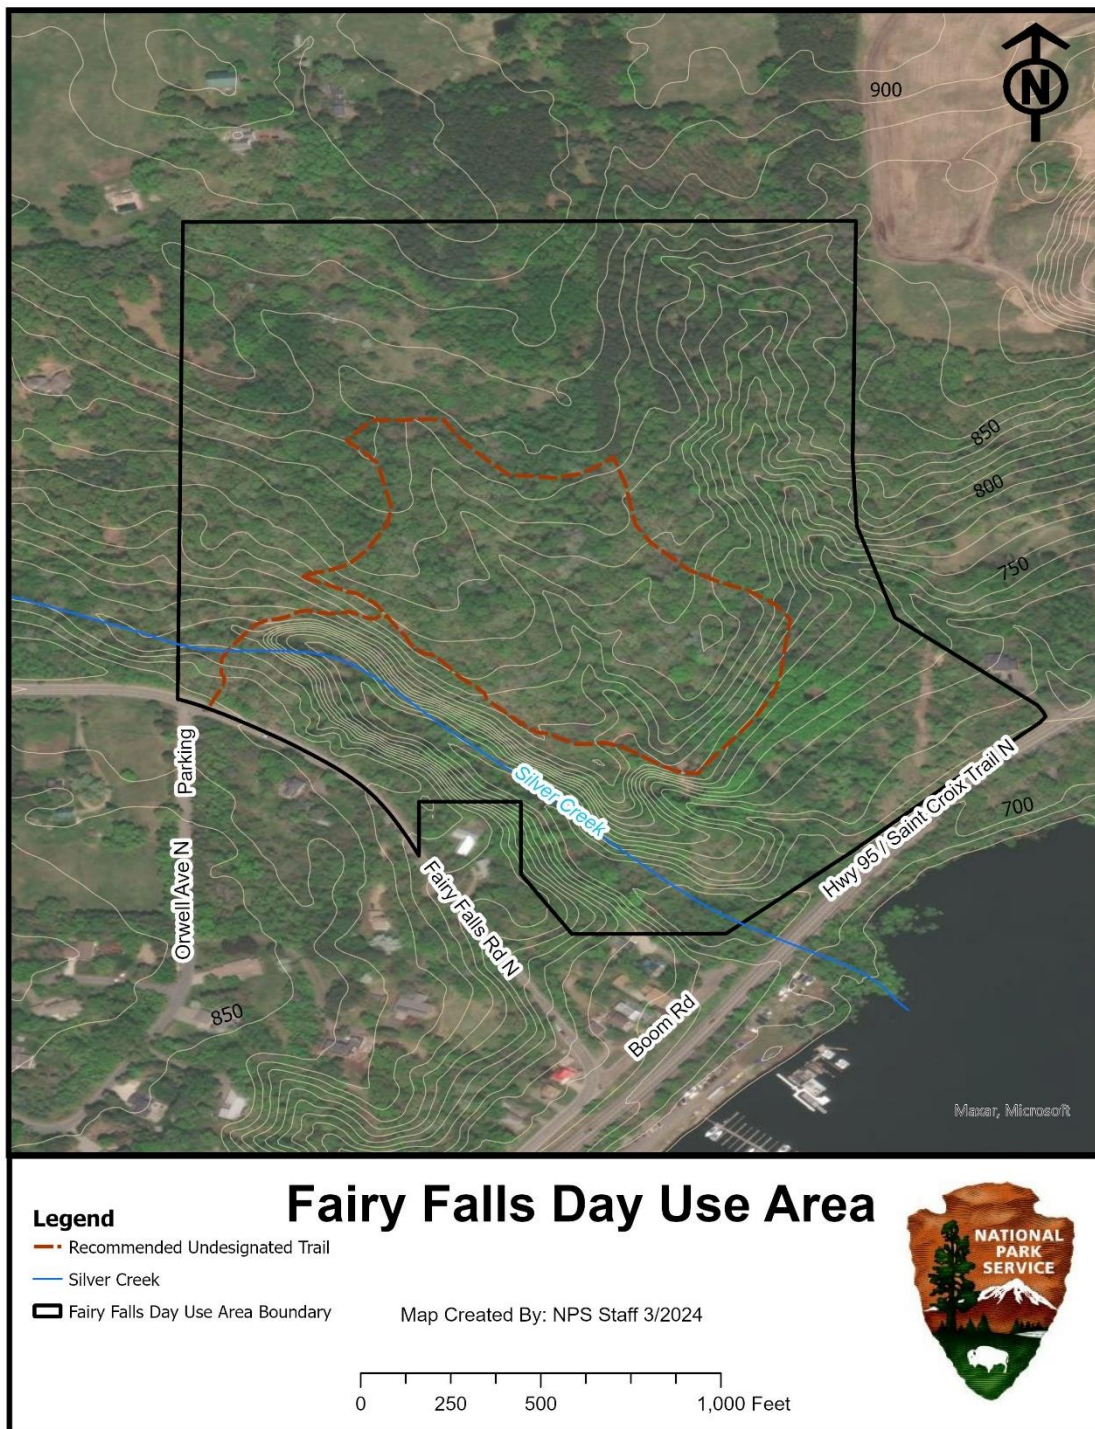 900
N
850
800
750
700
Parking
Orwell Ave N
Silver Creek
Fairy Falls Rd N
Hwy 95 / Saint Croix Trail N
Boom Rd
850
Maxar, Microsoft
Fairy Falls Day Use Area
Legend
Recommended Undesignated Trail
Silver Creek
Fairy Falls Day Use Area Boundary
Map Created By: NPS Staff 3/2024
0 250 500 1,000 Feet
NATIONAL
PARK
SERVICE